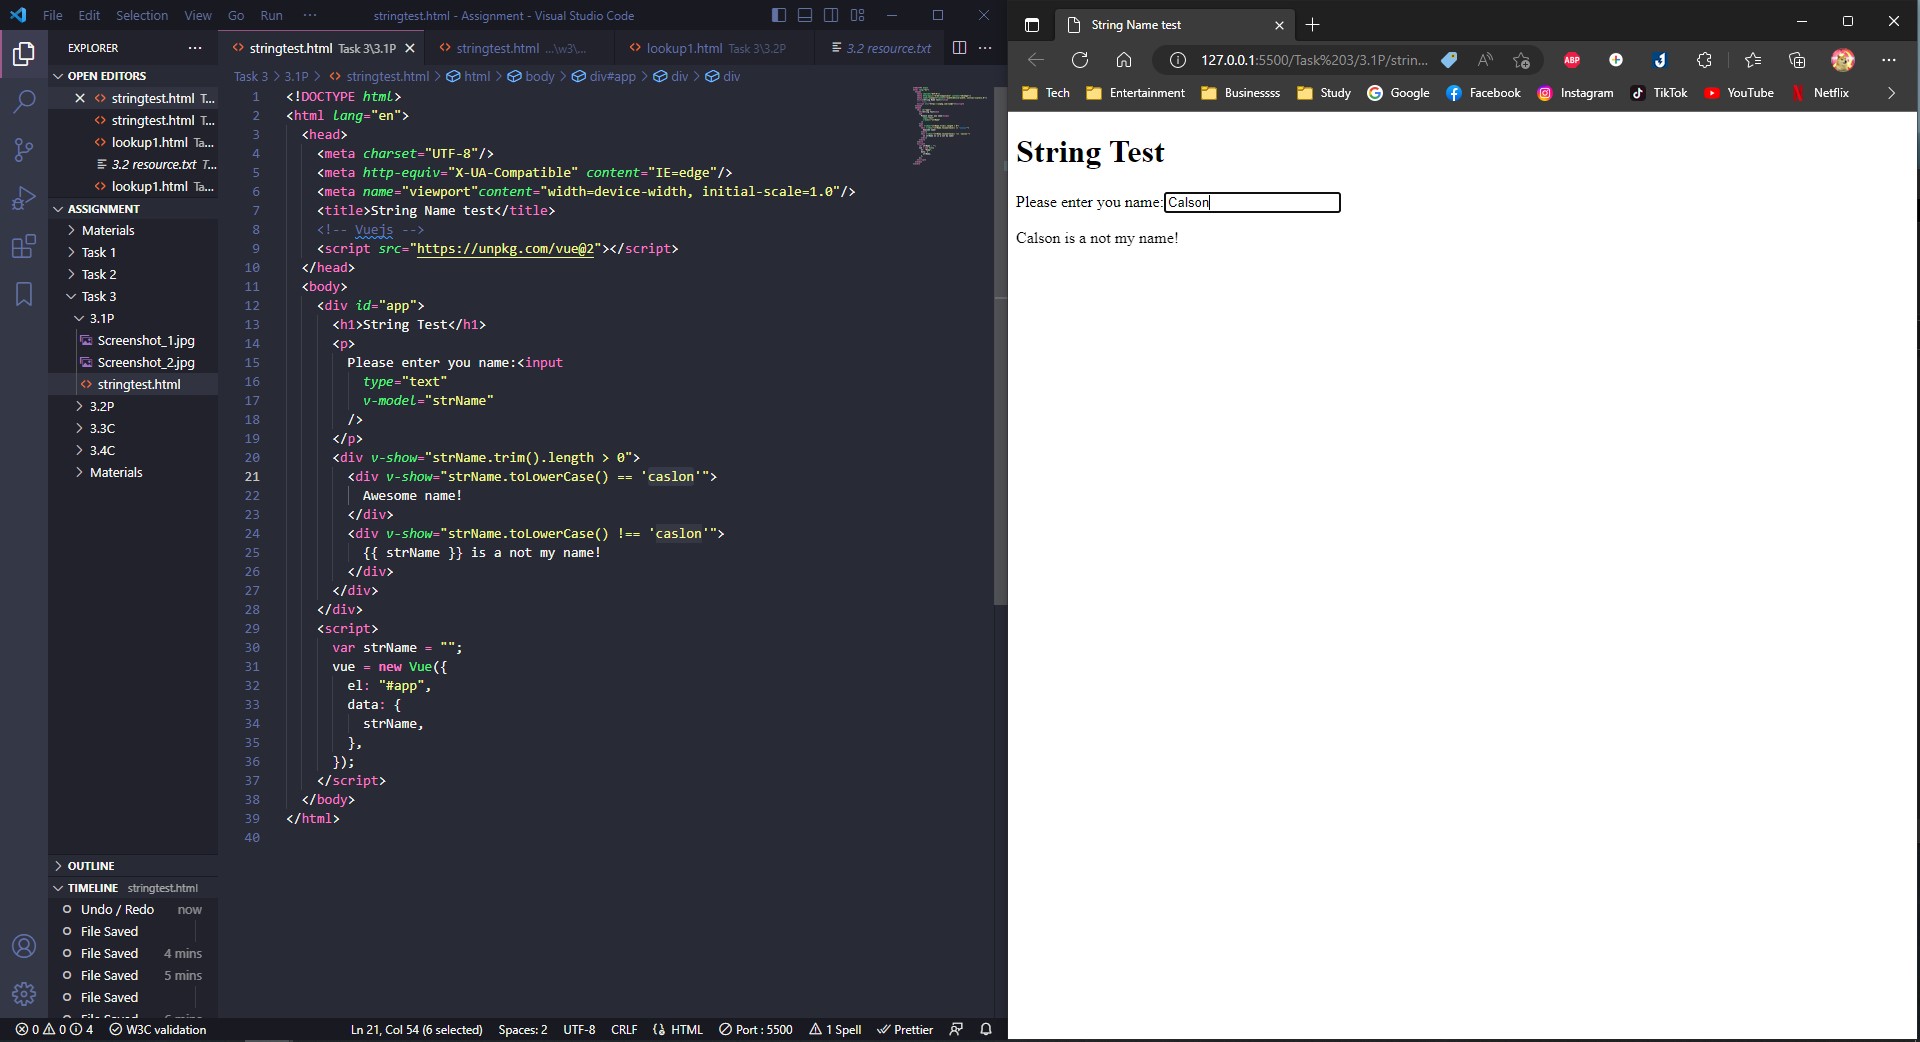 File Edit Selection View Go Run ··· stringtest.html - Assignment - Visual Studio Code
EXPLORER ···
OPEN EDITORS
stringtest.html T...
stringtest.html T...
lookup1.html Ta...
3.2 resource.txt T...
lookup1.html Ta...
ASSIGNMENT
Materials
Task 1
Task 2
Task 3
3.1P
Screenshot_1.jpg
Screenshot_2.jpg
stringtest.html
3.2P
3.3C
3.4C
Materials
OUTLINE
TIMELINE stringtest.html
Undo / Redo now
File Saved
File Saved 4 mins
File Saved 5 mins
File Saved
stringtest.html Task 3\3.1P stringtest.html ...\w3\... lookup1.html Task 3\3.2P 3.2 resource.txt ···
Task 3 > 3.1P > stringtest.html > html > body > div#app > div > div
1 <!DOCTYPE html>
2 <html lang="en">
3 <head>
4 <meta charset="UTF-8"/>
5 <meta http-equiv="X-UA-Compatible" content="IE=edge"/>
6 <meta name="viewport"content="width=device-width, initial-scale=1.0"/>
7 <title>String Name test</title>
8 <!-- Vuejs -->
9 <script src="https://unpkg.com/vue@2"></script>
10 </head>
11 <body>
12 <div id="app">
13 <h1>String Test</h1>
14 <p>
15 Please enter you name:<input
16 type="text"
17 v-model="strName"
18 />
19 </p>
20 <div v-show="strName.trim().length > 0">
21 <div v-show="strName.toLowerCase() == 'caslon'">
22 Awesome name!
23 </div>
24 <div v-show="strName.toLowerCase() !== 'caslon'">
25 {{ strName }} is a not my name!
26 </div>
27 </div>
28 </div>
29 <script>
30 var strName = "";
31 vue = new Vue({
32 el: "#app",
33 data: {
34 strName,
35 },
36 });
37 </script>
38 </body>
39 </html>
40
0 0 4 W3C validation Ln 21, Col 54 (6 selected) Spaces: 2 UTF-8 CRLF HTML Port : 5500 1 Spell Prettier
String Name test
127.0.0.1:5500/Task%203/3.1P/strin... ABP ···
Tech Entertainment Businessss Study Google Facebook Instagram TikTok YouTube Netflix
String Test
Please enter you name: Calson
Calson is a not my name!